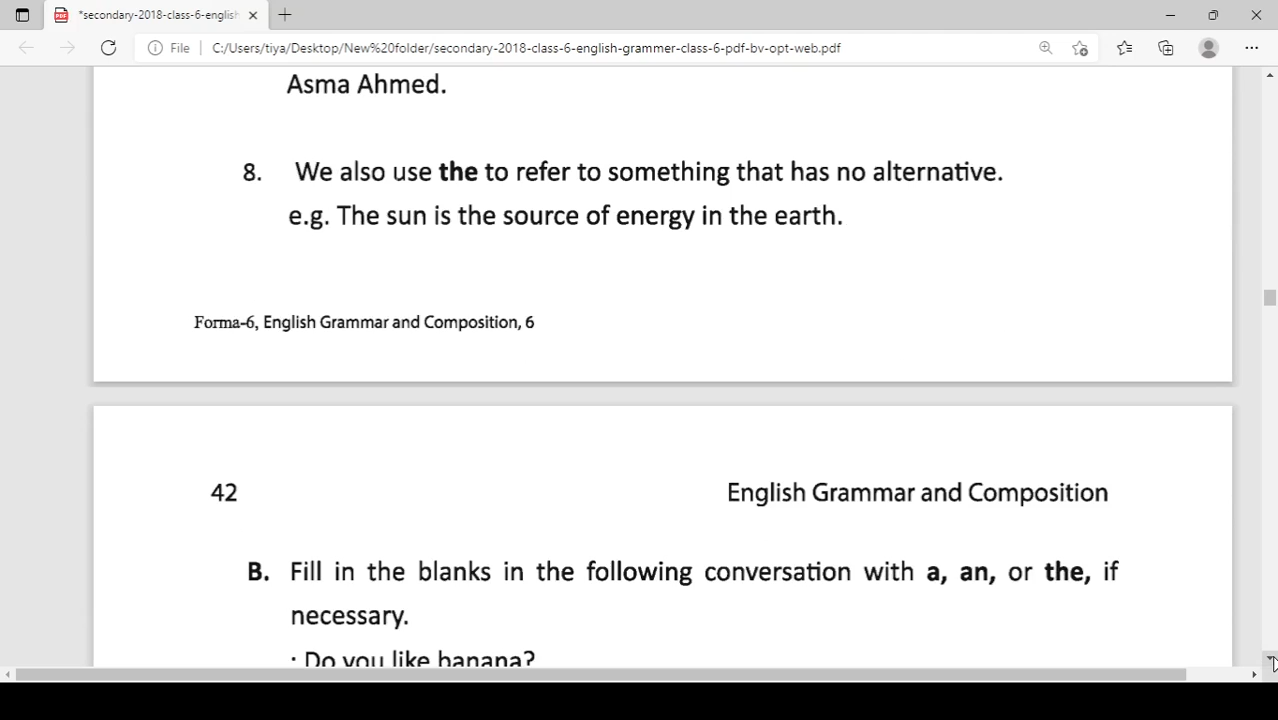 *secondary-2018-class-6-english
File
C:/Users/tiya/Desktop/New%20folder/secondary-2018-class-6-english-grammer-class-6-pdf-bv-opt-web.pdf
Asma Ahmed.
8. We also use the to refer to something that has no alternative.
e.g. The sun is the source of energy in the earth.
Forma-6, English Grammar and Composition, 6
42 English Grammar and Composition
B. Fill in the blanks in the following conversation with a, an, or the, if
necessary.
: Do you like banana?